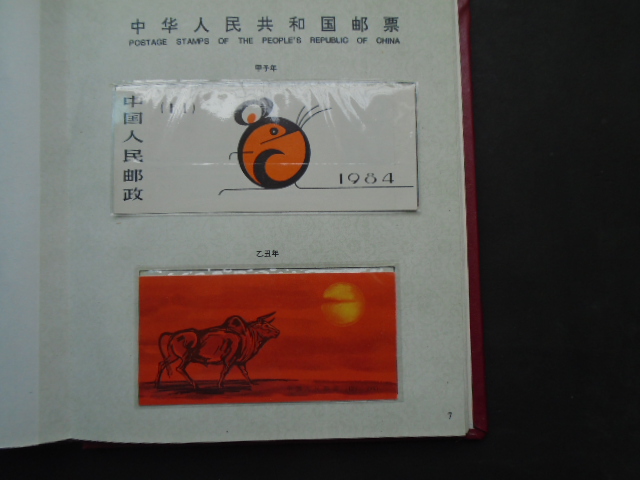 中华人民共和国邮票
POSTAGE STAMPS OF THE PEOPLE'S REPUBLIC OF CHINA
甲子年
中国人民邮政
1984
乙丑年
7